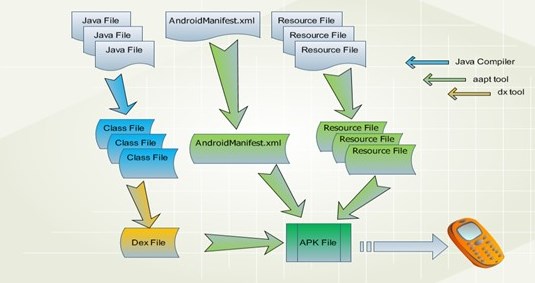 Java File
Java File
Java File
AndroidManifest.xml
Resource File
Resource File
Resource File
Java Compiler
aapt tool
dx tool
Class File
Class File
Class File
AndroidManifest.xml
Resource File
Resource File
Resource File
Dex File
APK File